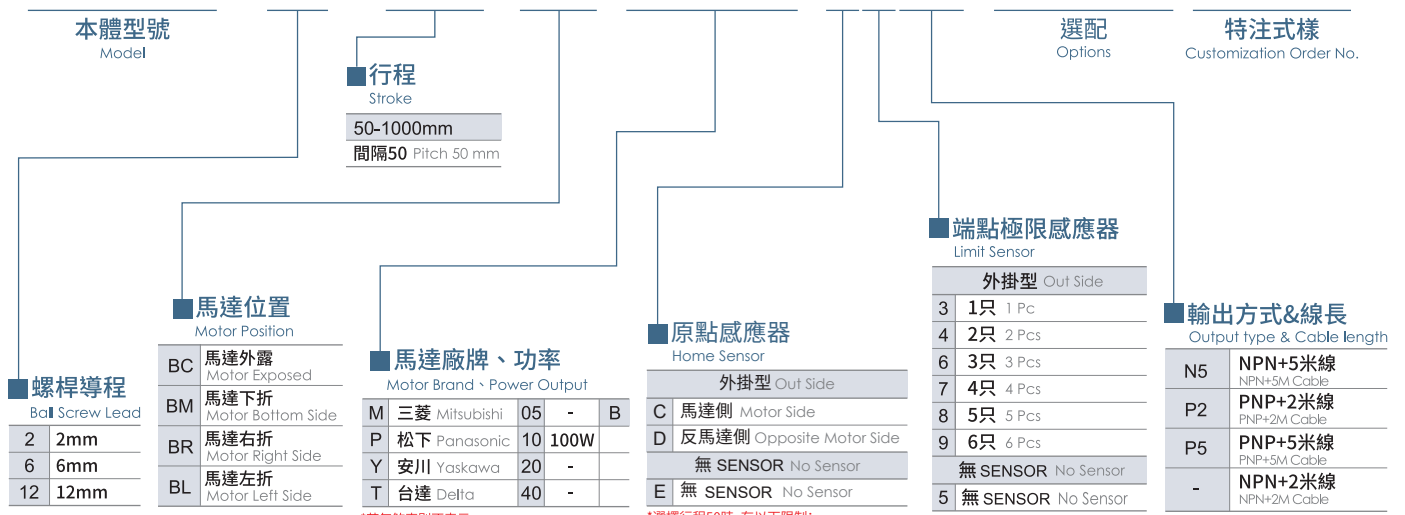 本體型號
Model
選配
Options
特注式樣
Customization Order No.
行程
Stroke
50-1000mm
間隔50 Pitch 50 mm
端點極限感應器
Limit Sensor
外掛型 Out Side
3 1只 1 Pc
4 2只 2 Pcs
6 3只 3 Pcs
7 4只 4 Pcs
8 5只 5 Pcs
9 6只 6 Pcs
無 SENSOR No Sensor
5 無 SENSOR No Sensor
馬達位置
Motor Position
BC 馬達外露
Motor Exposed
BM 馬達下折
Motor Bottom Side
BR 馬達右折
Motor Right Side
BL 馬達左折
Motor Left Side
輸出方式&線長
Output type & Cable length
N5 NPN+5米線
NPN+5M Cable
P2 PNP+2米線
PNP+2M Cable
P5 PNP+5米線
PNP+5M Cable
- NPN+2米線
NPN+2M Cable
原點感應器
Home Sensor
外掛型 Out Side
C 馬達側 Motor Side
D 反馬達側 Opposite Motor Side
無 SENSOR No Sensor
E 無 SENSOR No Sensor
馬達廠牌、功率
Motor Brand、Power Output
M 三菱 Mitsubishi 05 - B
P 松下 Panasonic 10 100W
Y 安川 Yaskawa 20 -
T 台達 Delta 40 -
螺桿導程
Ball Screw Lead
2 2mm
6 6mm
12 12mm